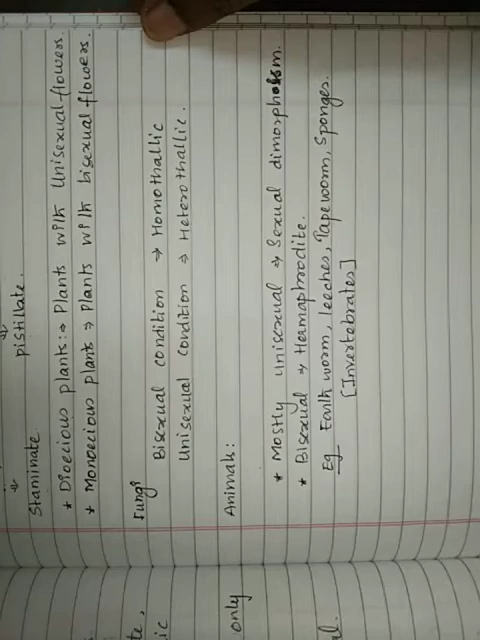 Staminate pistillate.
* Dioecious plants:⇒ Plants with Unisexual flowers.
* Monoecious plants ⇒ Plants with bisexual flowers.
Fungi
Bisexual condition ⇒ Homothallic
Unisexual condition ⇒ Heterothallic.
Animals:
* Mostly unisexual ⇒ Sexual dimorphism.
* Bisexual ⇒ Hermaphrodite.
Eg Earth worm, leeches, Tapeworm, Sponges.
[Invertebrates]
te,
ic
only
l.